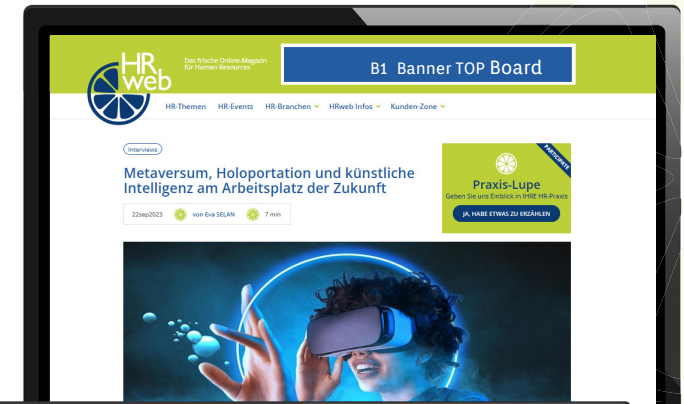 HR
web
Das frische Online-Magazin
für Human Resources
B1 Banner TOP Board
HR-Themen HR-Events HR-Branchen HRweb Infos Kunden-Zone
Interviews
Metaversum, Holoportation und künstliche
Intelligenz am Arbeitsplatz der Zukunft
22sep2023 von Eva SELAN 7 min
PARTICIPATE
Praxis-Lupe
Geben Sie uns Einblick in IHRE HR-Praxis
JA, HABE ETWAS ZU ERZÄHLEN